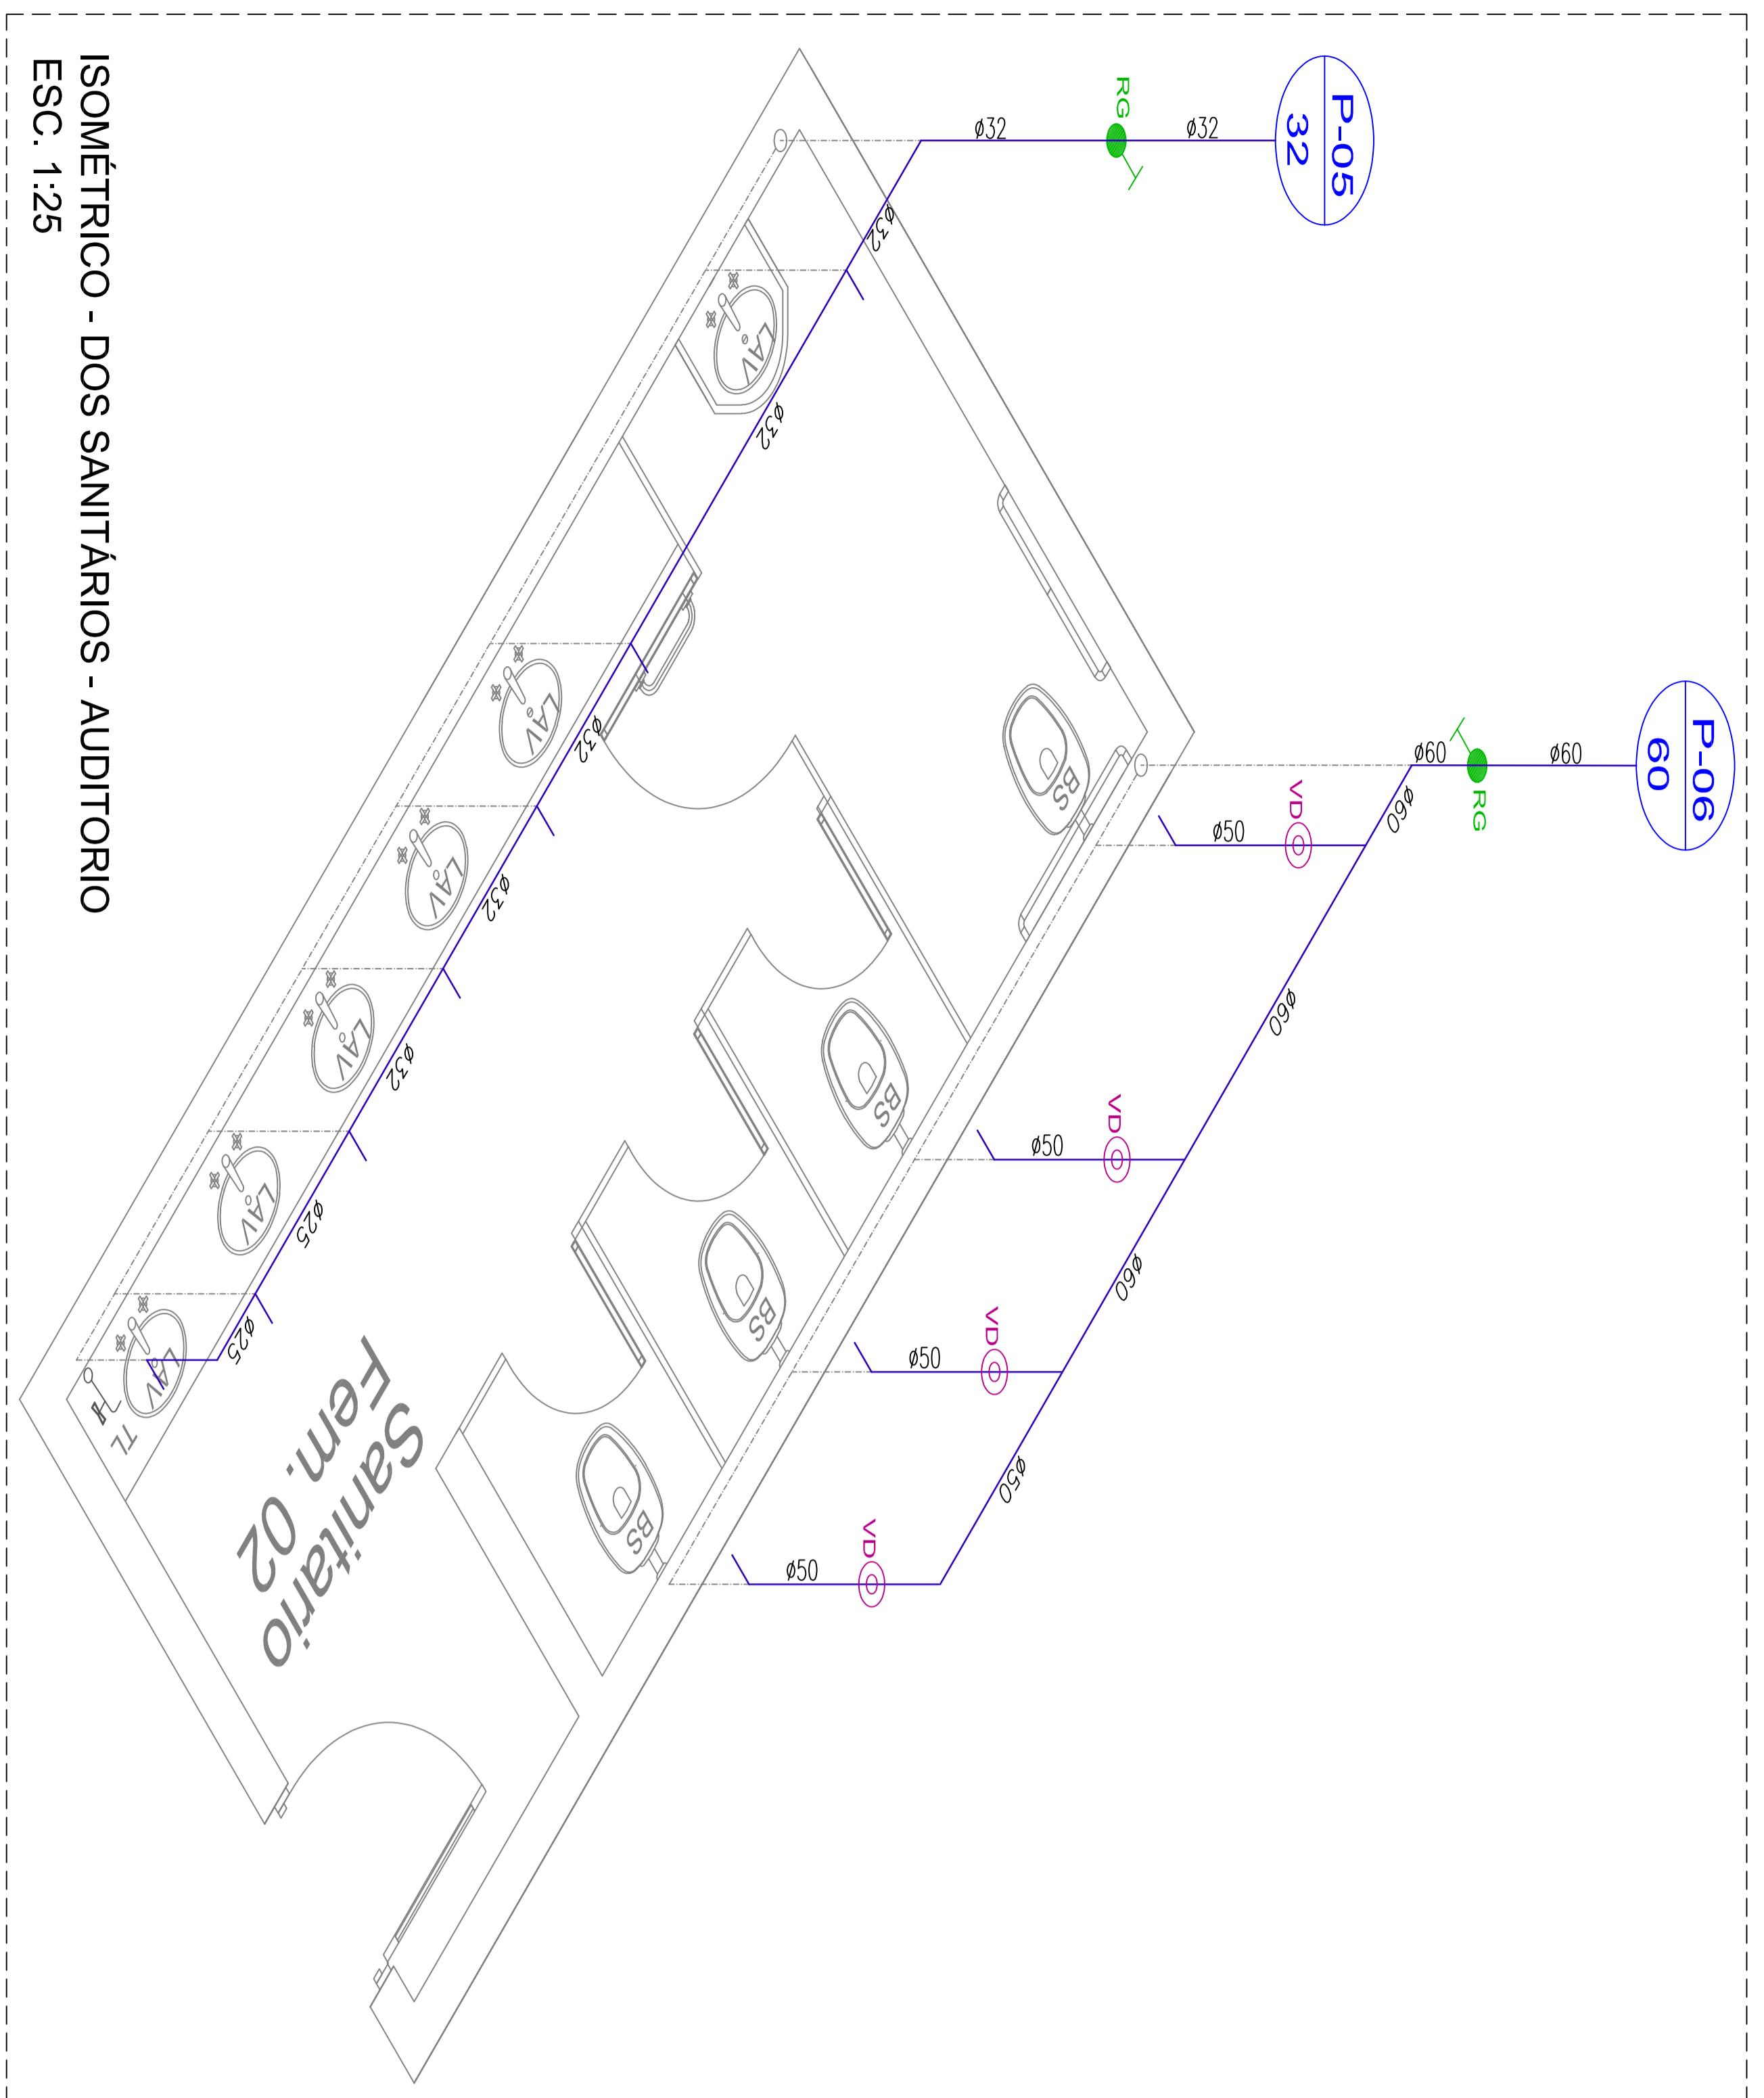 P-05
32
RG
ø32
ø32
ø32
ø32
ø32
ø32
ø32
ø25
ø25
LAV
LAV
LAV
LAV
LAV
LAV
TL
P-06
60
RG
ø60
ø60
ø60
ø60
ø60
ø50
VD
ø50
VD
ø50
VD
ø50
VD
ø50
BS
BS
BS
BS
Sanitario
Fem. 02
ISOMÉTRICO - DOS SANITÁRIOS - AUDITORIO
ESC. 1:25